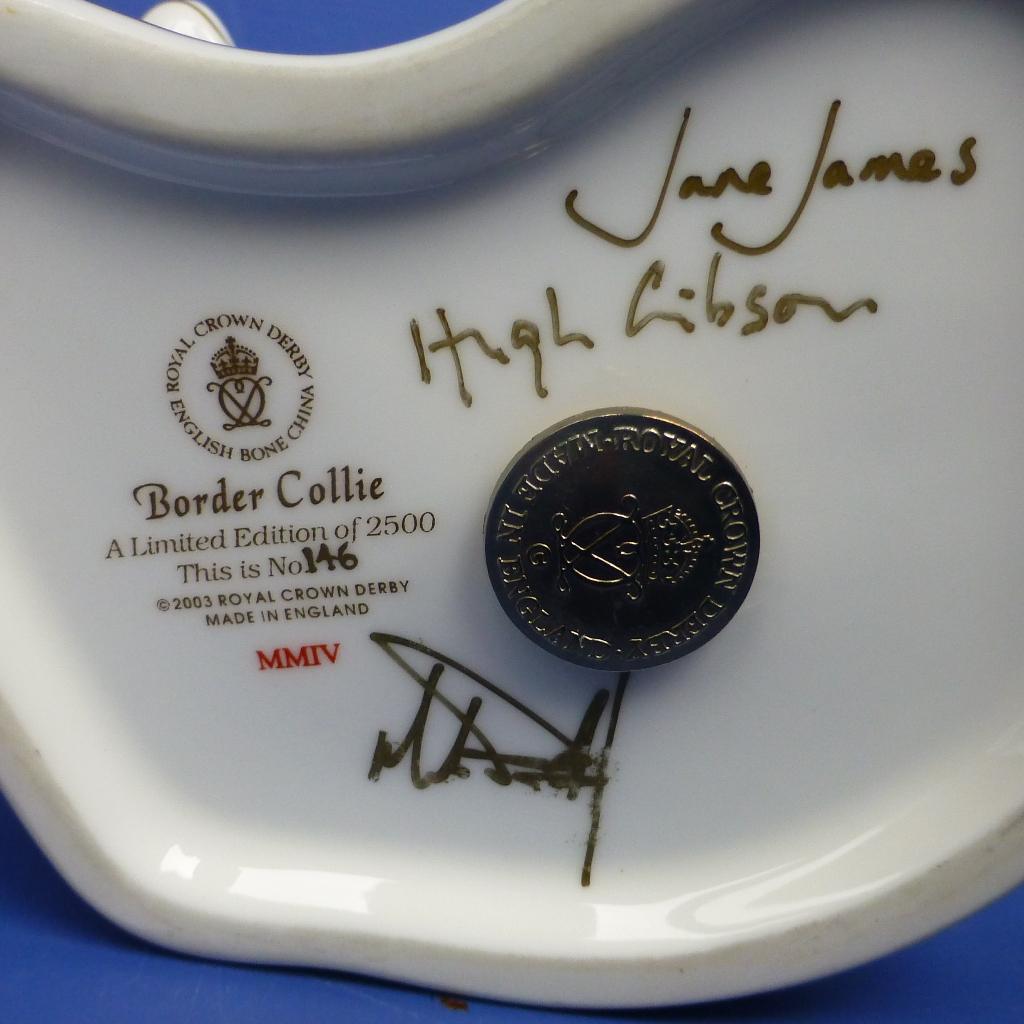 Jane James
Hugh Gibson
ROYAL CROWN DERBY
ENGLISH BONE CHINA
Border Collie
A Limited Edition of 2500
This is No 146
© 2003 ROYAL CROWN DERBY
MADE IN ENGLAND
MMIV
ROYAL CROWN DERBY · MADE IN ENGLAND ·
G